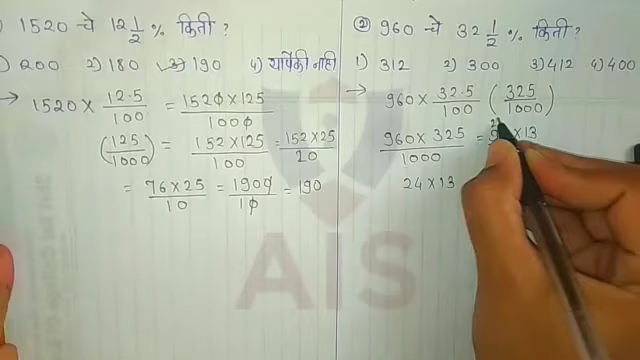 1520 चे 12 1/2 % किती ?
200 2) 180 3) 190 4) यापैकी नाही
→ 1520 × 12.5/100 = 1520 × 125/1000
(125/1000) = 152 × 125/100 = 152 × 25/20
= 76 × 25/10 = 1900/10 = 190
② 960 चे 32 1/2 % किती ?
1) 312 2) 300 3) 412 4) 400
→ 960 × 32.5/100 (325/1000)
960 × 325/1000 = × 13
24 × 13
AIS